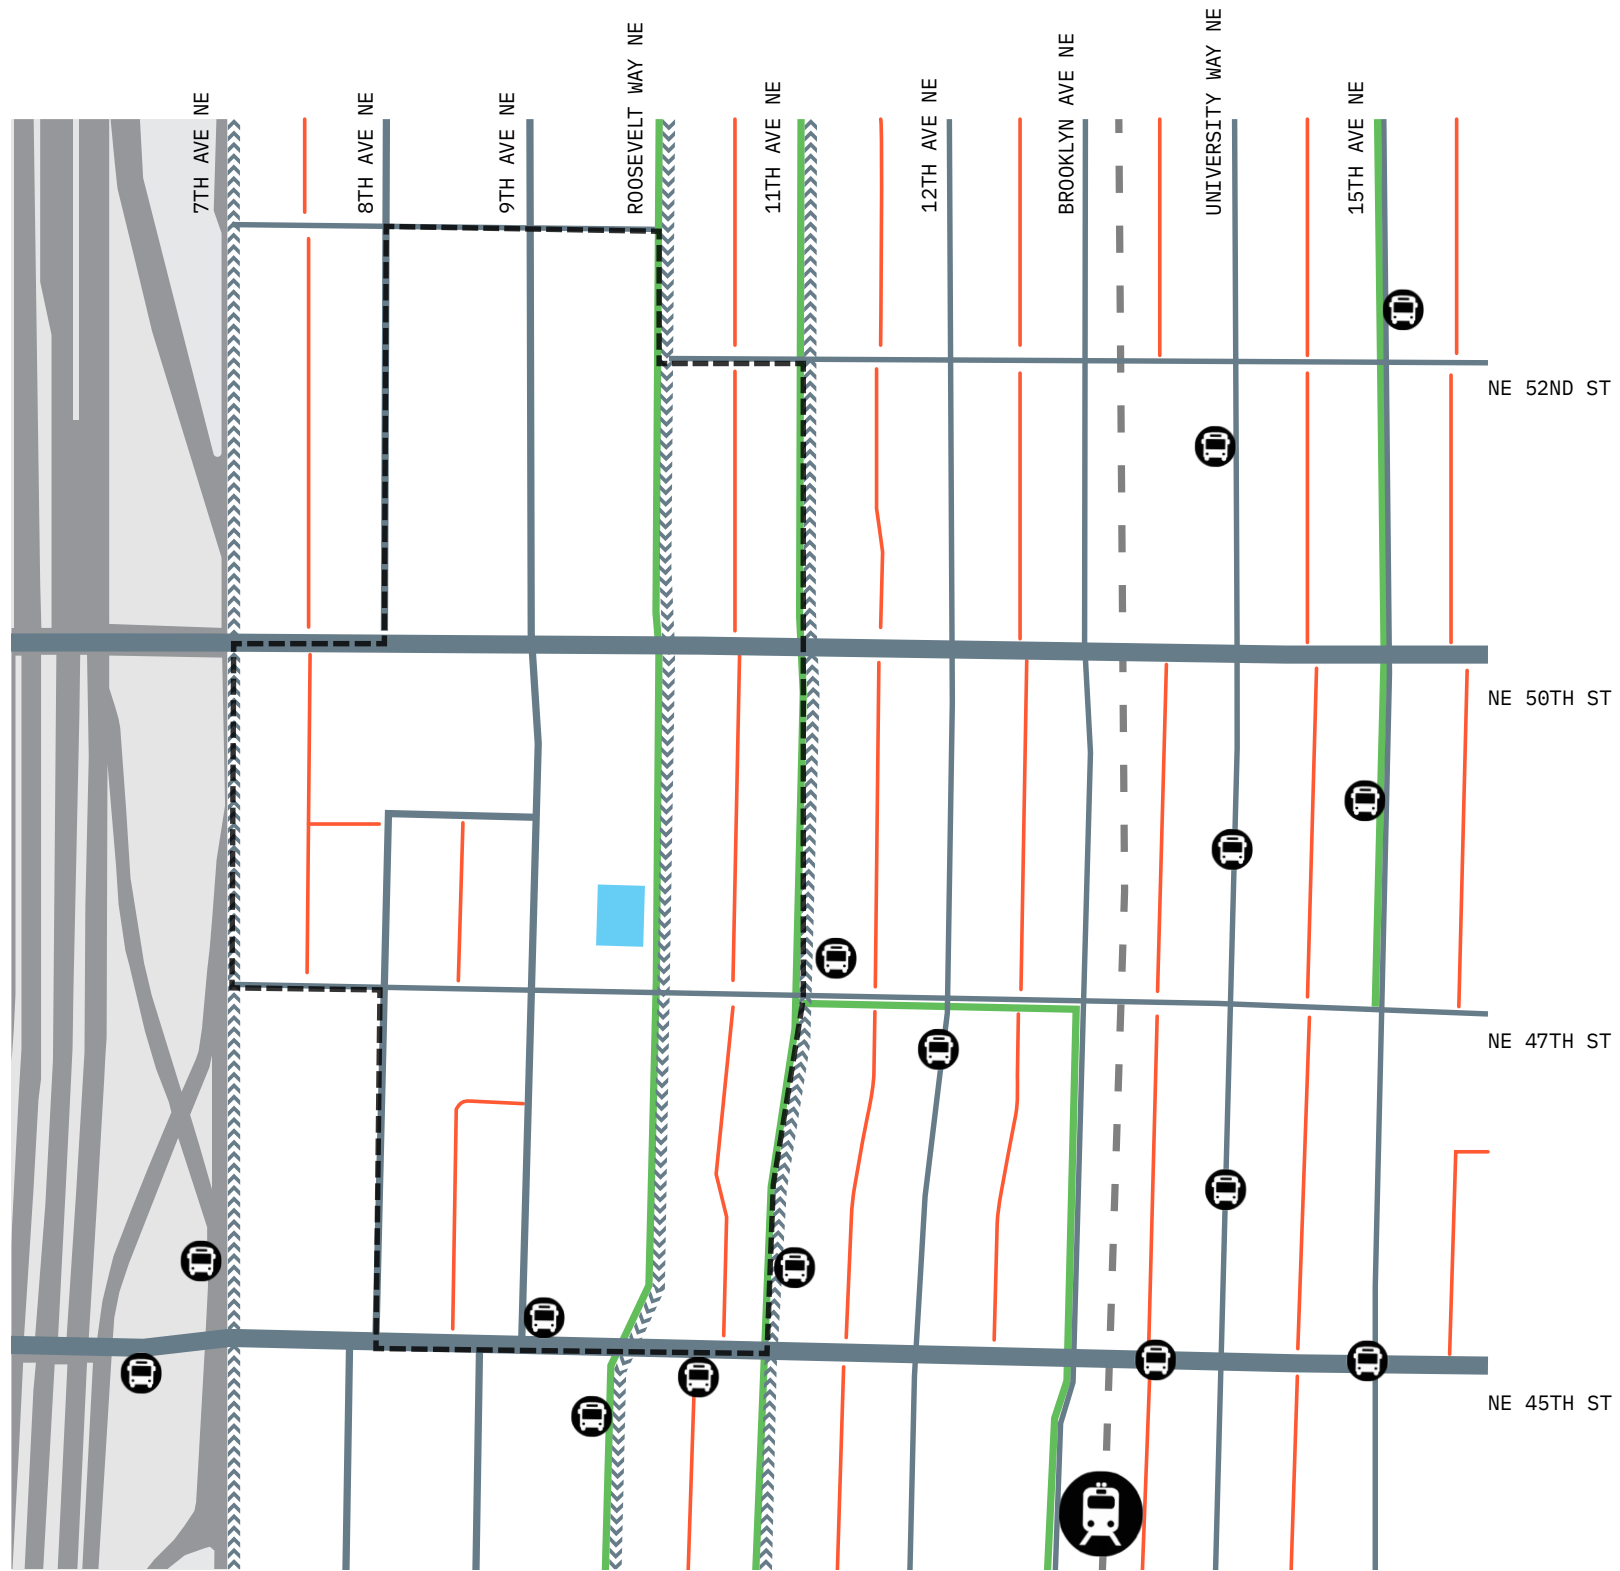 7TH AVE NE
8TH AVE NE
9TH AVE NE
ROOSEVELT WAY NE
11TH AVE NE
12TH AVE NE
BROOKLYN AVE NE
UNIVERSITY WAY NE
15TH AVE NE
NE 52ND ST
NE 50TH ST
NE 47TH ST
NE 45TH ST